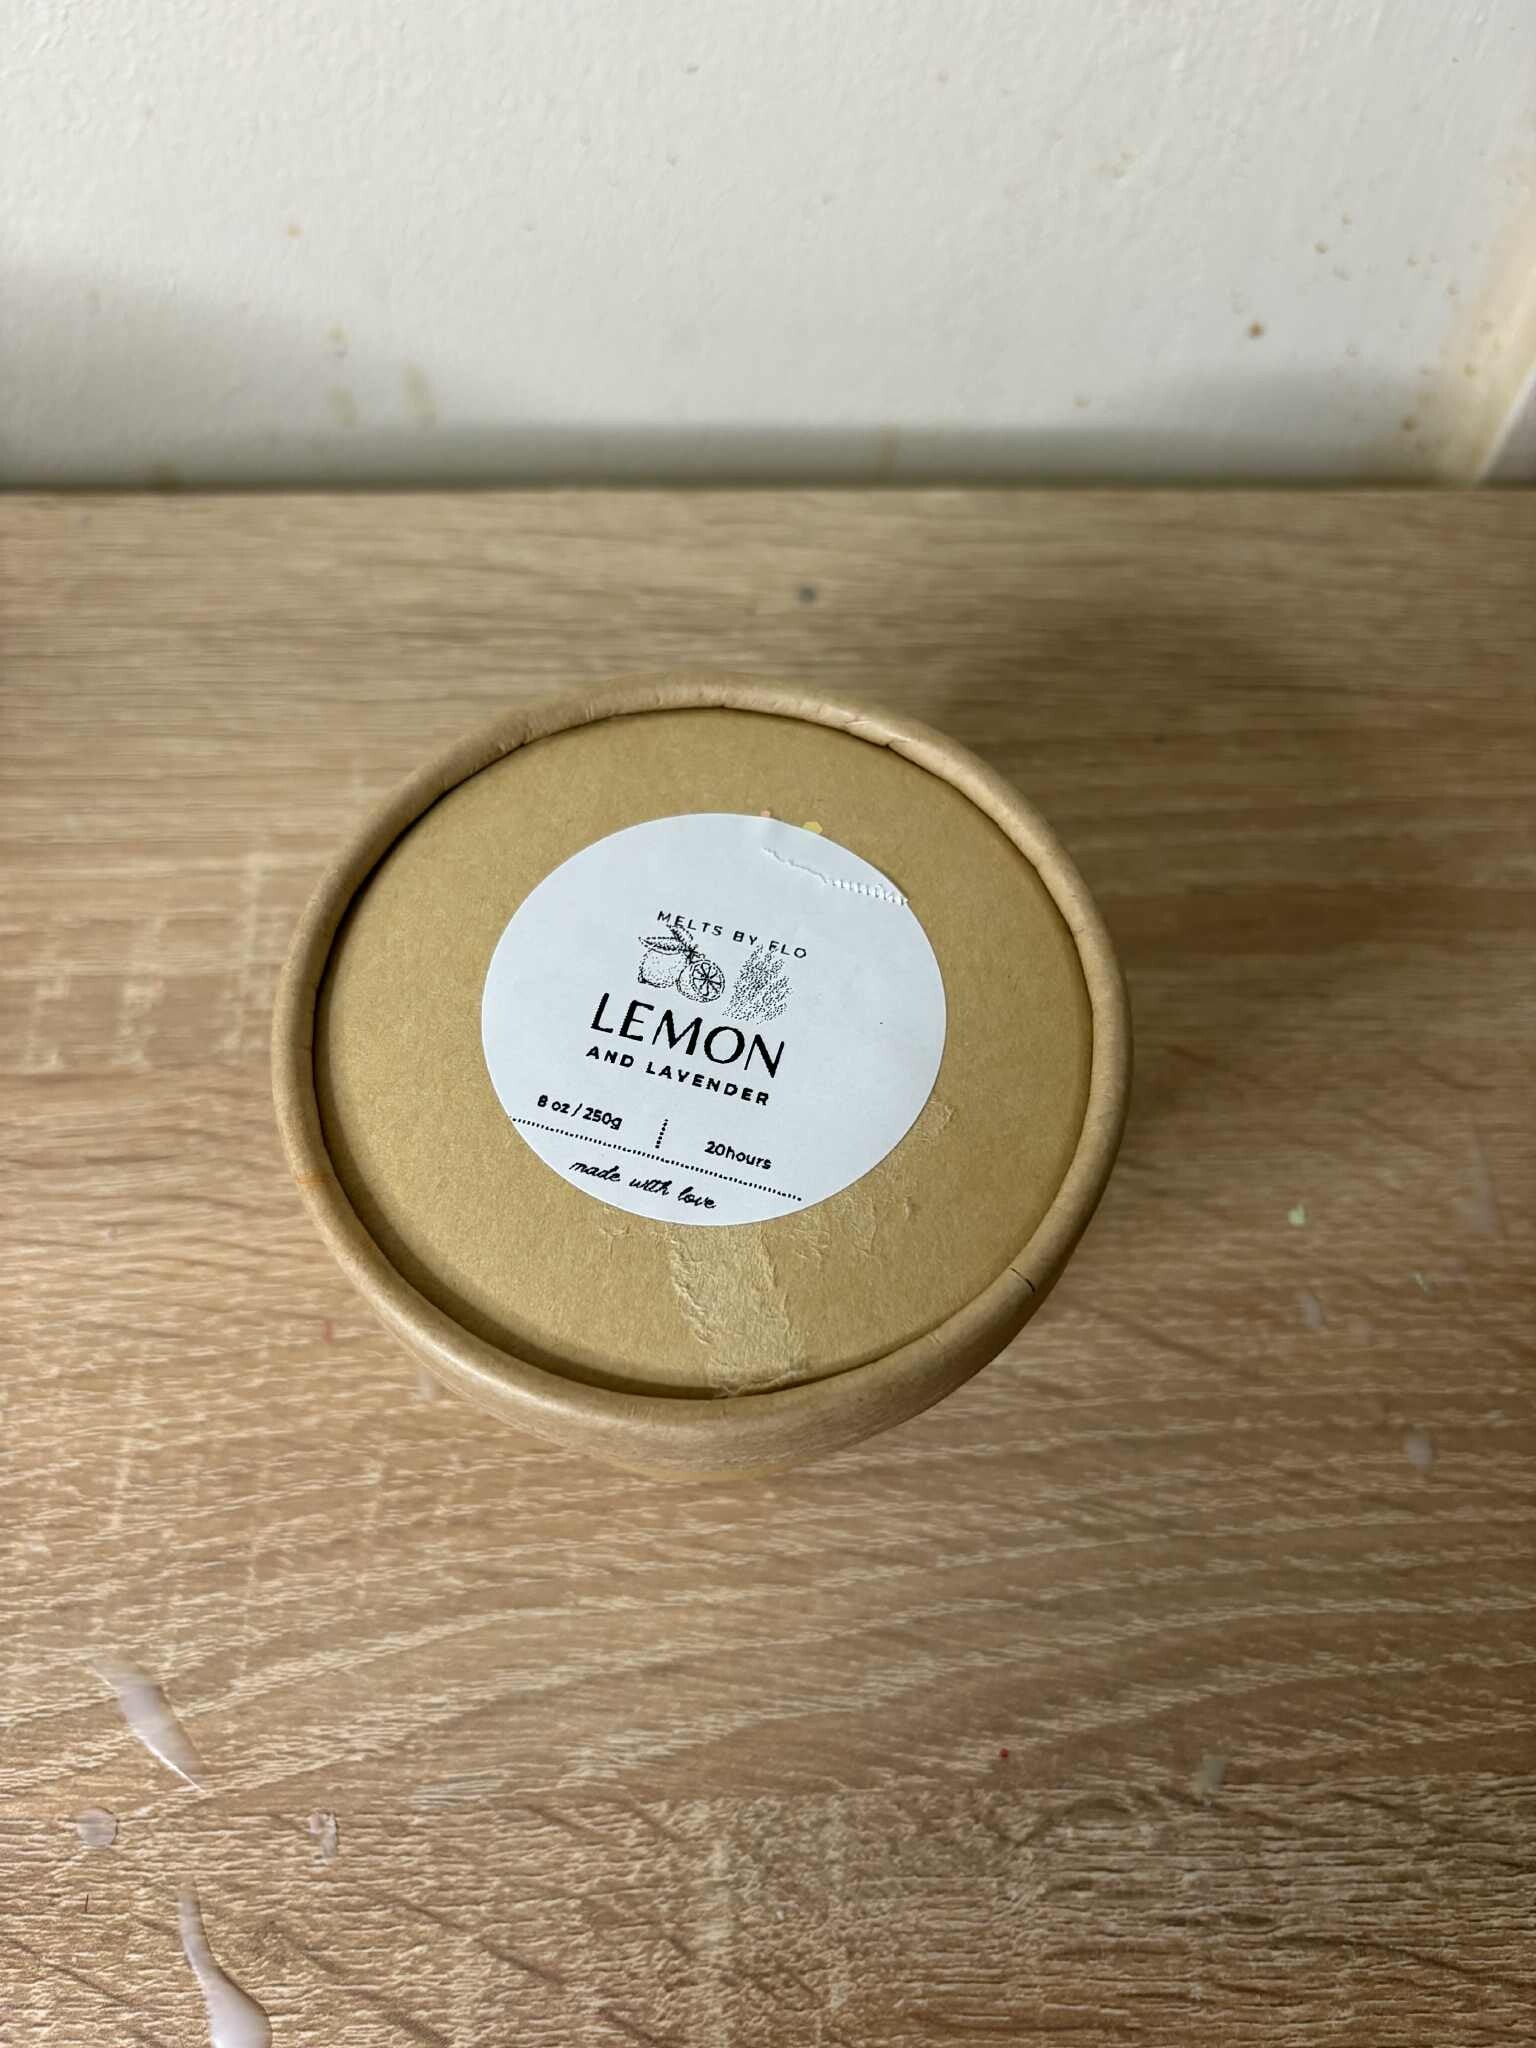 MELTS BY FLO
LEMON
AND LAVENDER
8 oz / 250g
20hours
made with love